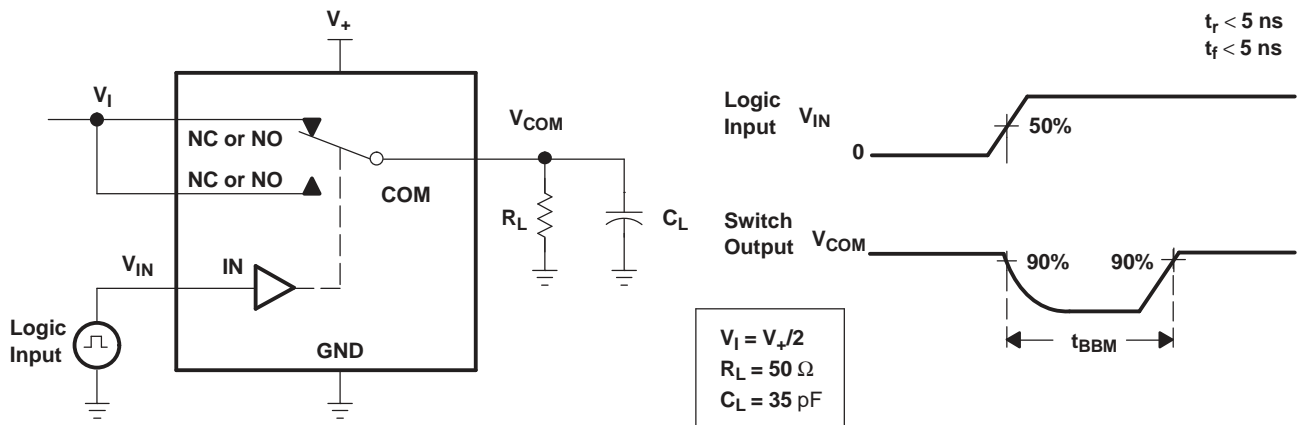 V+
VI
NC or NO
NC or NO
COM
VCOM
RL
CL
VIN
IN
Logic
Input
GND
tr < 5 ns
tf < 5 ns
Logic
Input
VIN
50%
0
Switch
Output
VCOM
90%
90%
tBBM
VI = V+/2
RL = 50 Ω
CL = 35 pF